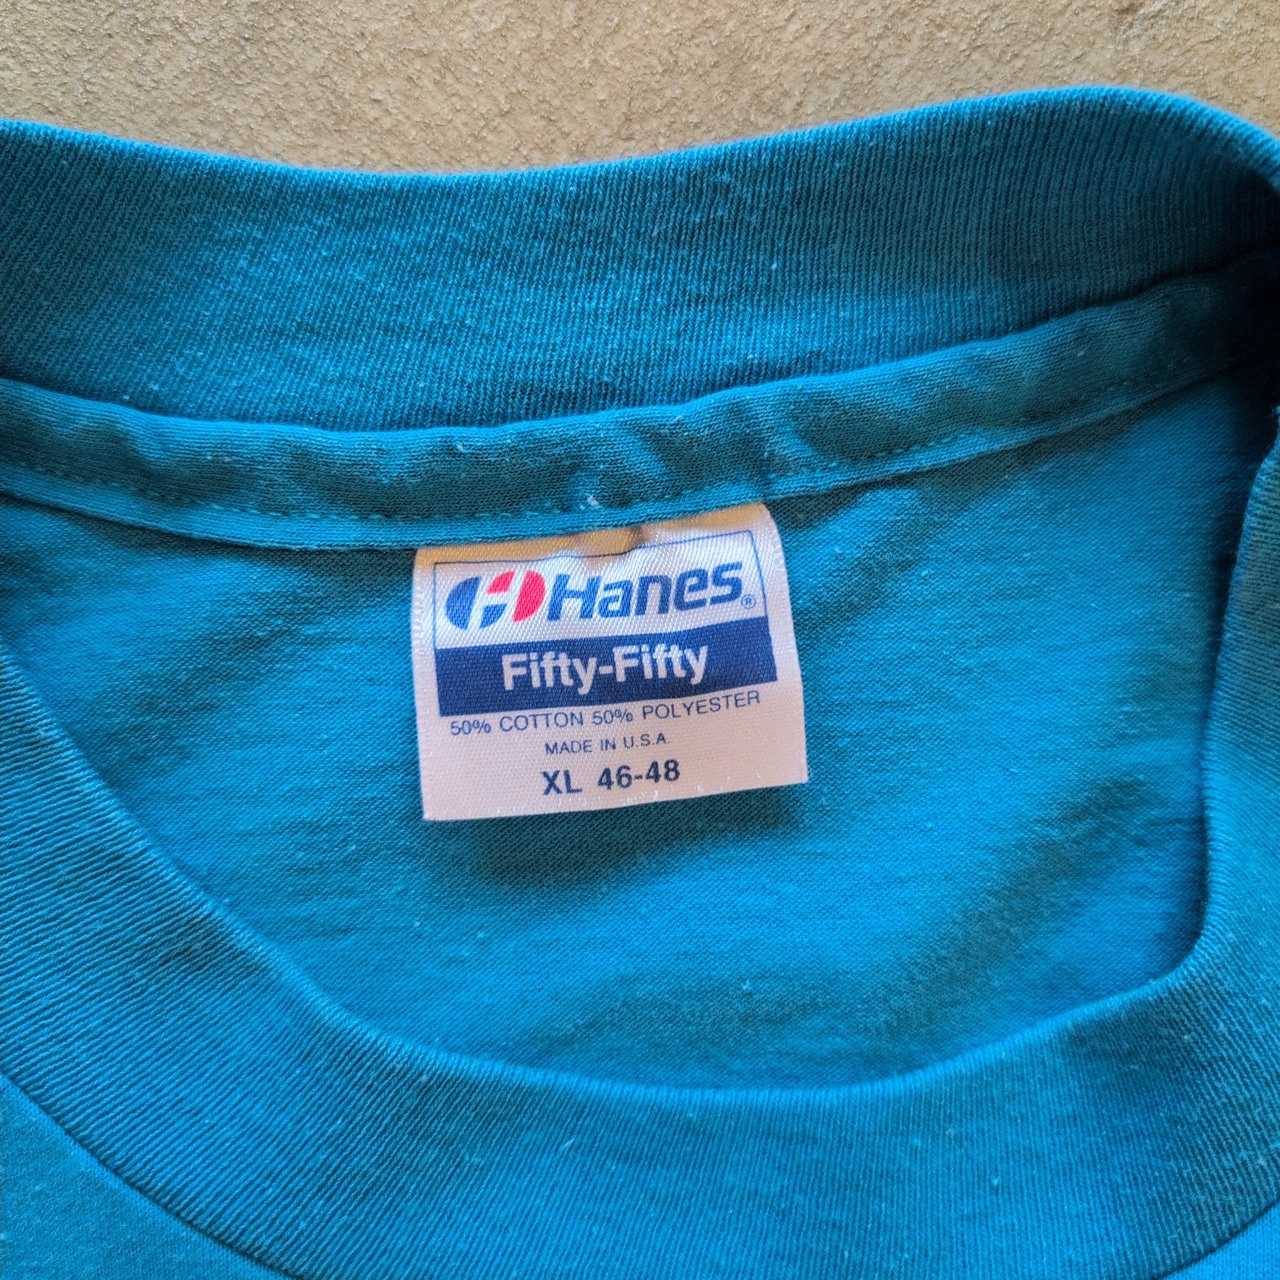 Hanes®
Fifty-Fifty
50% COTTON 50% POLYESTER
MADE IN U.S.A.
XL 46-48